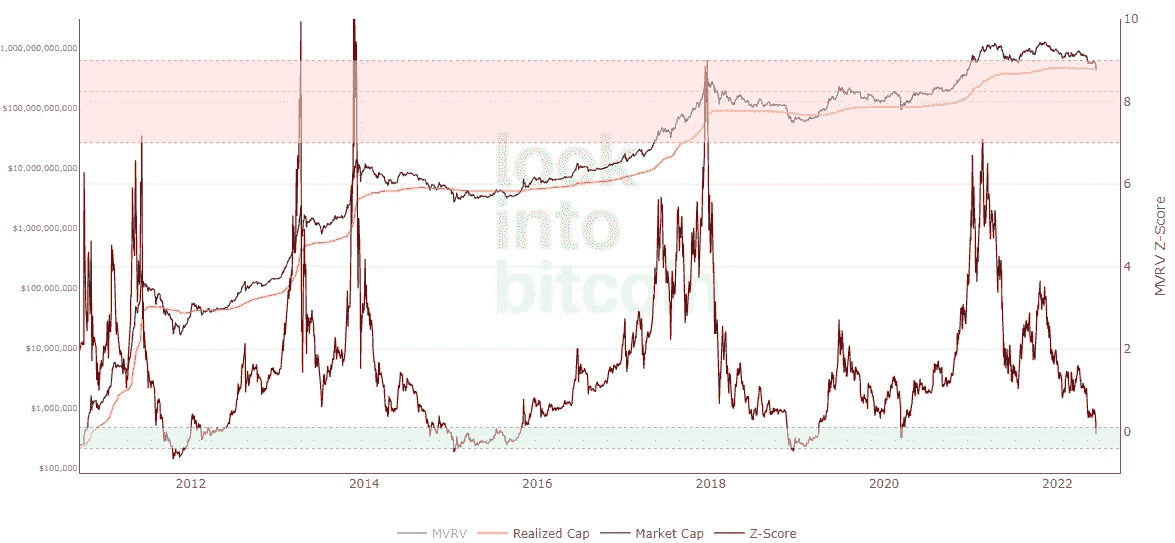 10
1,000,000,000,000
$100,000,000,000
8
$10,000,000,000
look
6
into
$1,000,000,000
MVRV Z-Score
bitcoin
4
$100,000,000
$10,000,000
2
$1,000,000
0
$100,000
2012 2014 2016 2018 2020 2022
MVRV Realized Cap Market Cap Z-Score